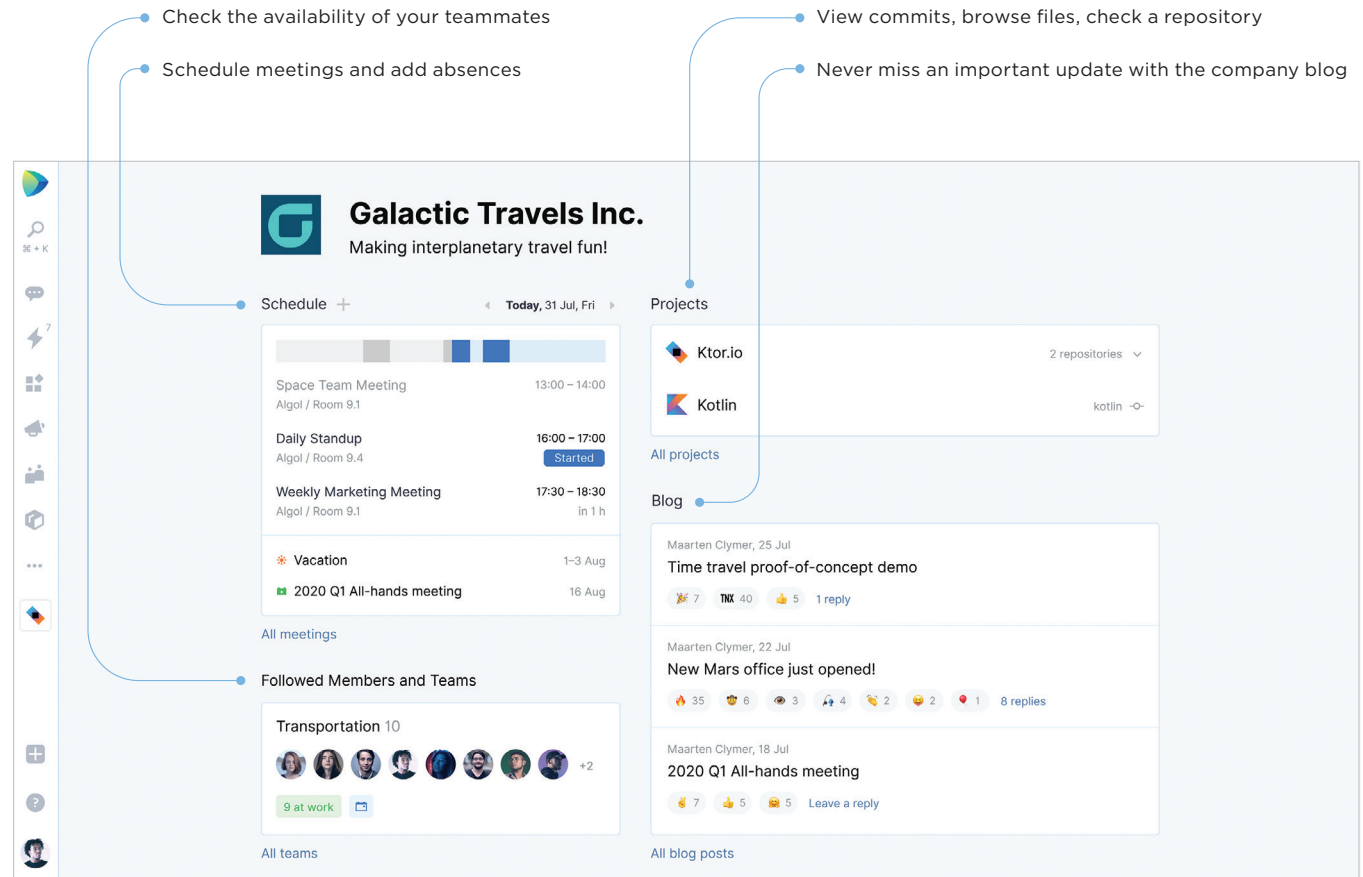 Check the availability of your teammates
Schedule meetings and add absences
View commits, browse files, check a repository
Never miss an important update with the company blog
⌘ + K
7
Galactic Travels Inc.
Making interplanetary travel fun!
Schedule
Today, 31 Jul, Fri
Space Team Meeting 13:00 – 14:00
Algol / Room 9.1
Daily Standup 16:00 – 17:00
Algol / Room 9.4 Started
Weekly Marketing Meeting 17:30 – 18:30
Algol / Room 9.1 in 1 h
Vacation 1–3 Aug
2020 Q1 All-hands meeting 16 Aug
All meetings
Followed Members and Teams
Transportation 10
+2
9 at work
All teams
Projects
Ktor.io 2 repositories
Kotlin kotlin
All projects
Blog
Maarten Clymer, 25 Jul
Time travel proof-of-concept demo
🎉 7 TNX 40 👍 5 1 reply
Maarten Clymer, 22 Jul
New Mars office just opened!
🔥 35 🤠 6 👁 3 🎣 4 👏 2 😝 2 🎈 1 8 replies
Maarten Clymer, 18 Jul
2020 Q1 All-hands meeting
✌ 7 👍 5 🤗 5 Leave a reply
All blog posts
?